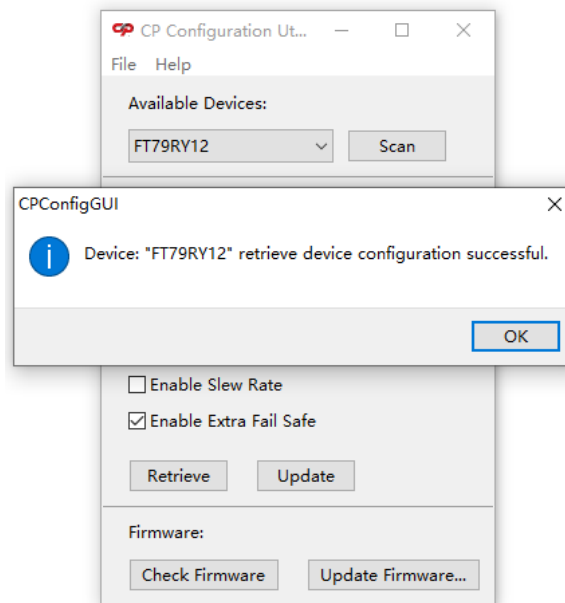 CP Configuration Ut...
File Help
Available Devices:
FT79RY12 Scan
CPConfigGUI
Device: "FT79RY12" retrieve device configuration successful.
OK
Enable Slew Rate
Enable Extra Fail Safe
Retrieve Update
Firmware:
Check Firmware Update Firmware...